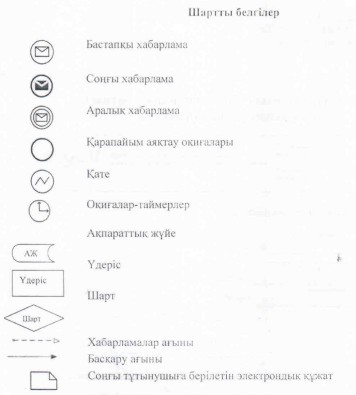 Шартты белгілер
Бастапқы хабарлама
Соңғы хабарлама
Аралық хабарлама
Қарапайым аяқтау оқиғалары
Қате
Оқиғалар-таймерлер
Ақпараттық жүйе
АЖ
Үдеріс
Үдеріс
Шарт
Шарт
Хабарламалар ағыны
Басқару ағыны
Соңғы тұтынушыға берілетін электрондық құжат